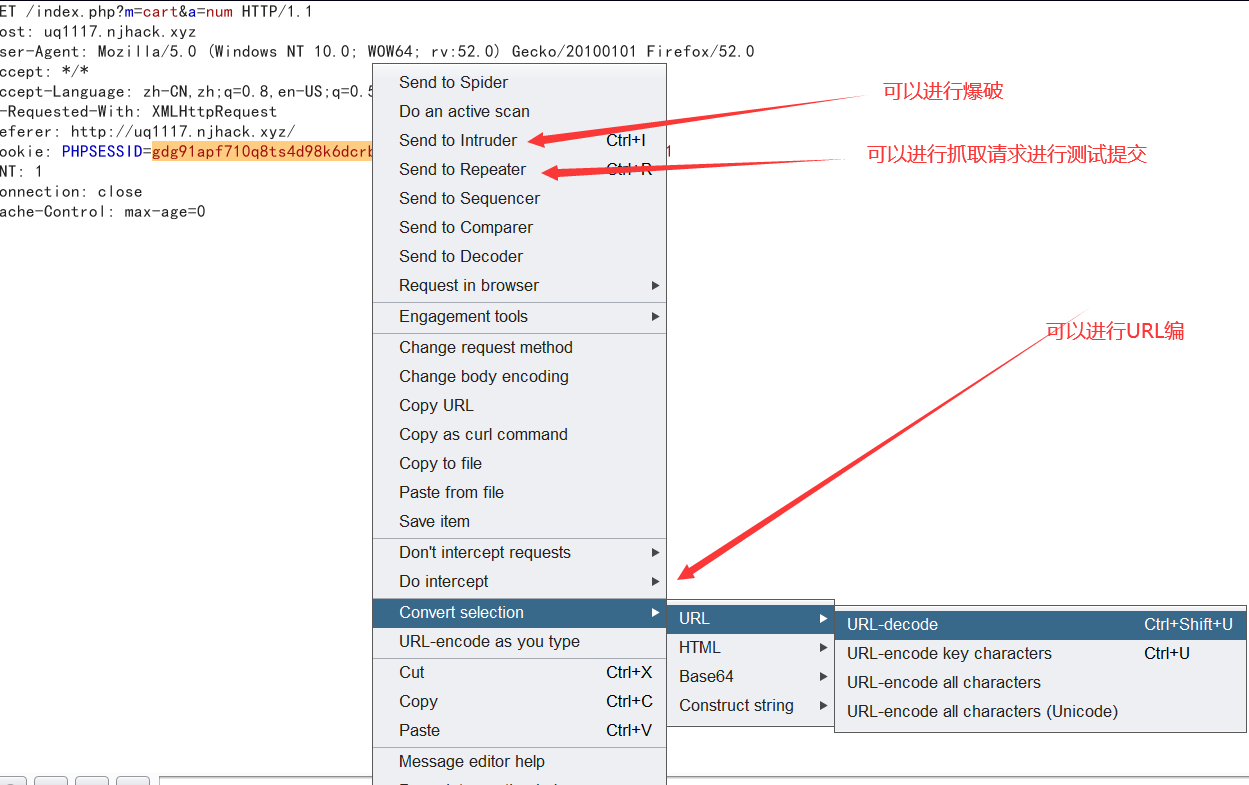 ET /index.php?m=cart&a=num HTTP/1.1
ost: uq1117.njhack.xyz
ser-Agent: Mozilla/5.0 (Windows NT 10.0; WOW64; rv:52.0) Gecko/20100101 Firefox/52.0
ccept: */*
ccept-Language: zh-CN,zh;q=0.8,en-US;q=0.5
-Requested-With: XMLHttpRequest
eferer: http://uq1117.njhack.xyz/
ookie: PHPSESSID=gdg91apf710q8ts4d98k6dcrb
NT: 1
onnection: close
ache-Control: max-age=0
Send to Spider
Do an active scan
Send to Intruder Ctrl+I
Send to Repeater Ctrl+R
Send to Sequencer
Send to Comparer
Send to Decoder
Request in browser
Engagement tools
Change request method
Change body encoding
Copy URL
Copy as curl command
Copy to file
Paste from file
Save item
Don't intercept requests
Do intercept
Convert selection
URL-encode as you type
Cut Ctrl+X
Copy Ctrl+C
Paste Ctrl+V
Message editor help
URL
HTML
Base64
Construct string
URL-decode Ctrl+Shift+U
URL-encode key characters Ctrl+U
URL-encode all characters
URL-encode all characters (Unicode)
可以进行爆破
可以进行抓取请求进行测试提交
可以进行URL编